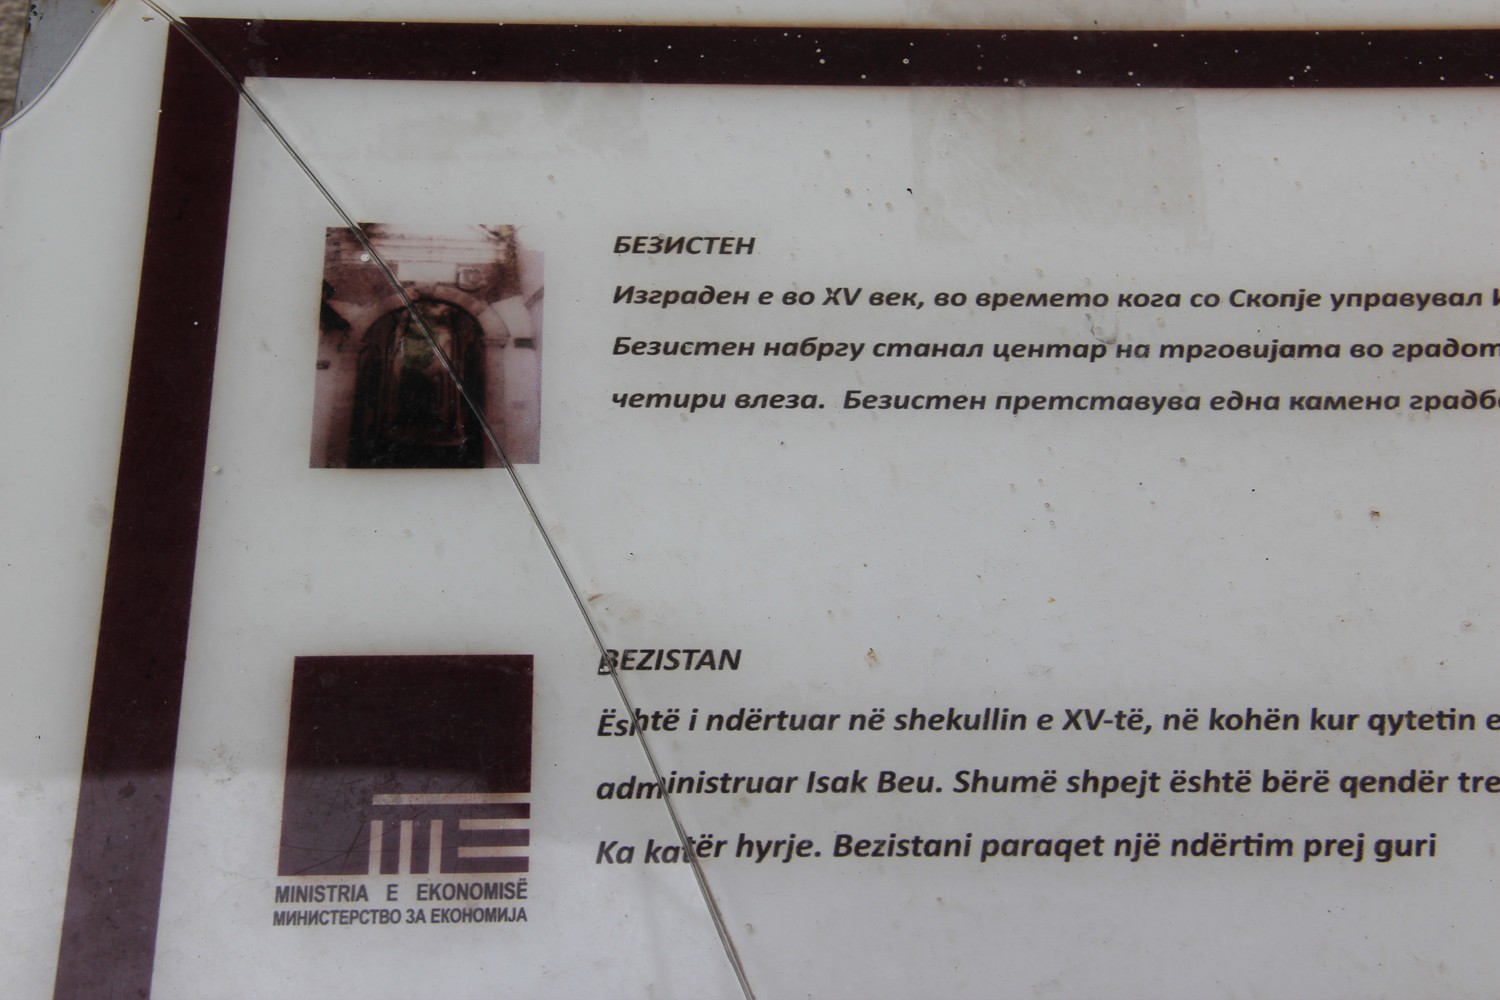 БЕЗИСТЕН
Изграден е во XV век, во времето кога со Скопје управувал
Безистен набргу станал центар на трговијата во градот
четири влеза. Безистен претставува една камена
BEZISTAN
Është i ndërtuar në shekullin e XV-të, në kohën kur qytetin e
administruar Isak Beu. Shumë shpejt është bërë qendër tre
Ka katër hyrje. Bezistani paraqet një ndërtim prej guri
MINISTRIA E EKONOMISË
МИНИСТЕРСТВО ЗА ЕКОНОМИЈА